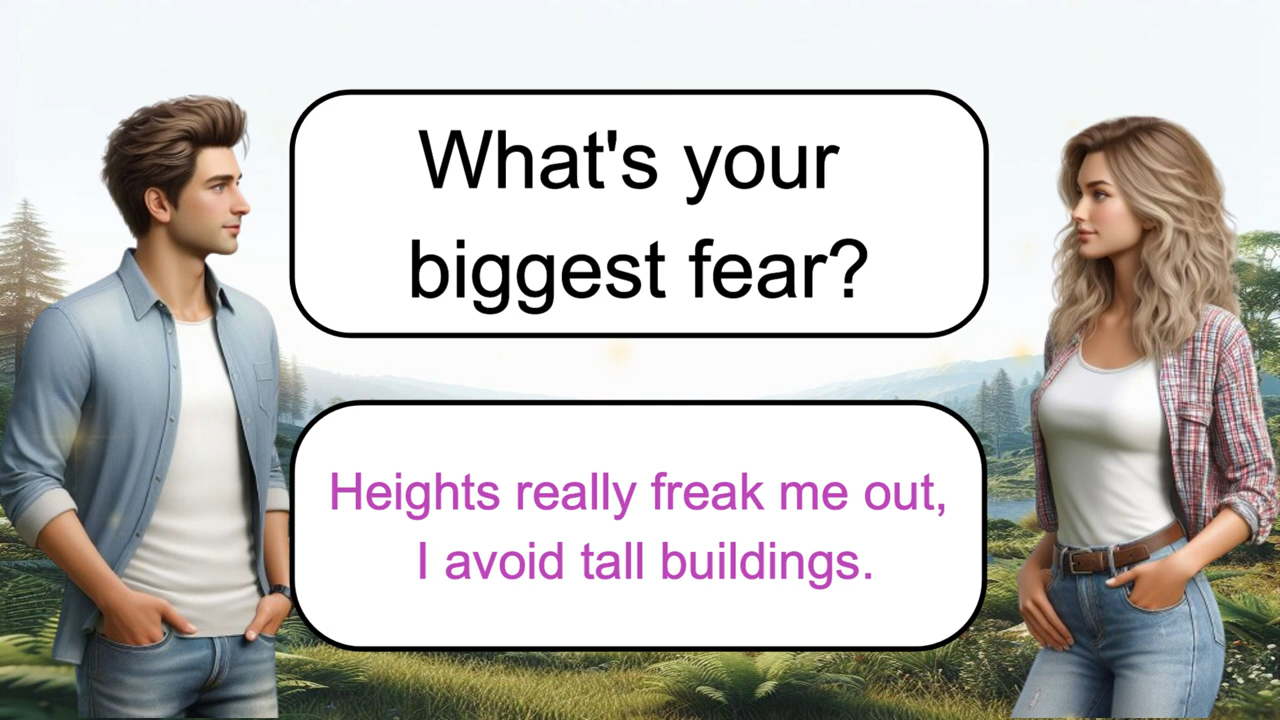 What's your
biggest fear?
Heights really freak me out,
I avoid tall buildings.